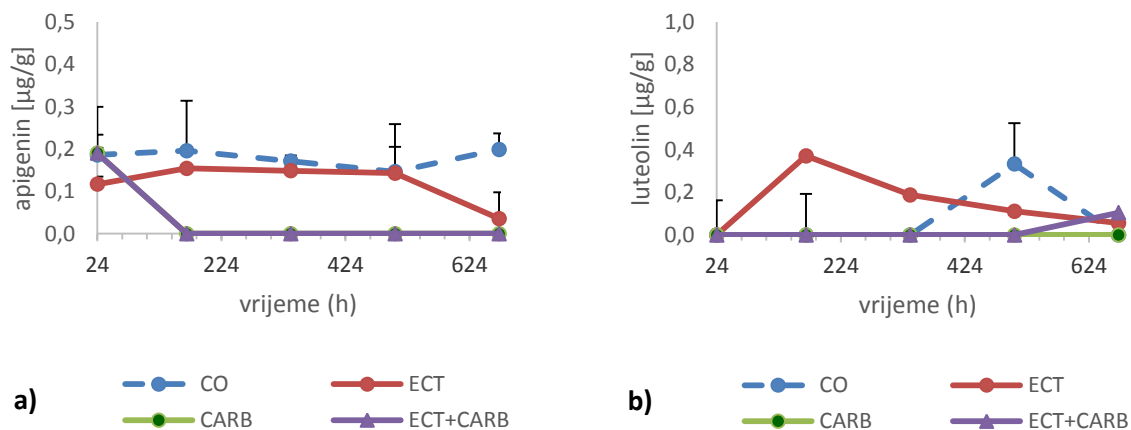 apigenin [µg/g]
0,5
0,4
0,3
0,2
0,1
0,0
24 224 424 624
vrijeme (h)
luteolin [µg/g]
1,0
0,8
0,6
0,4
0,2
0,0
24 224 424 624
vrijeme (h)
a) CO ECT
CARB ECT+CARB
b) CO ECT
CARB ECT+CARB